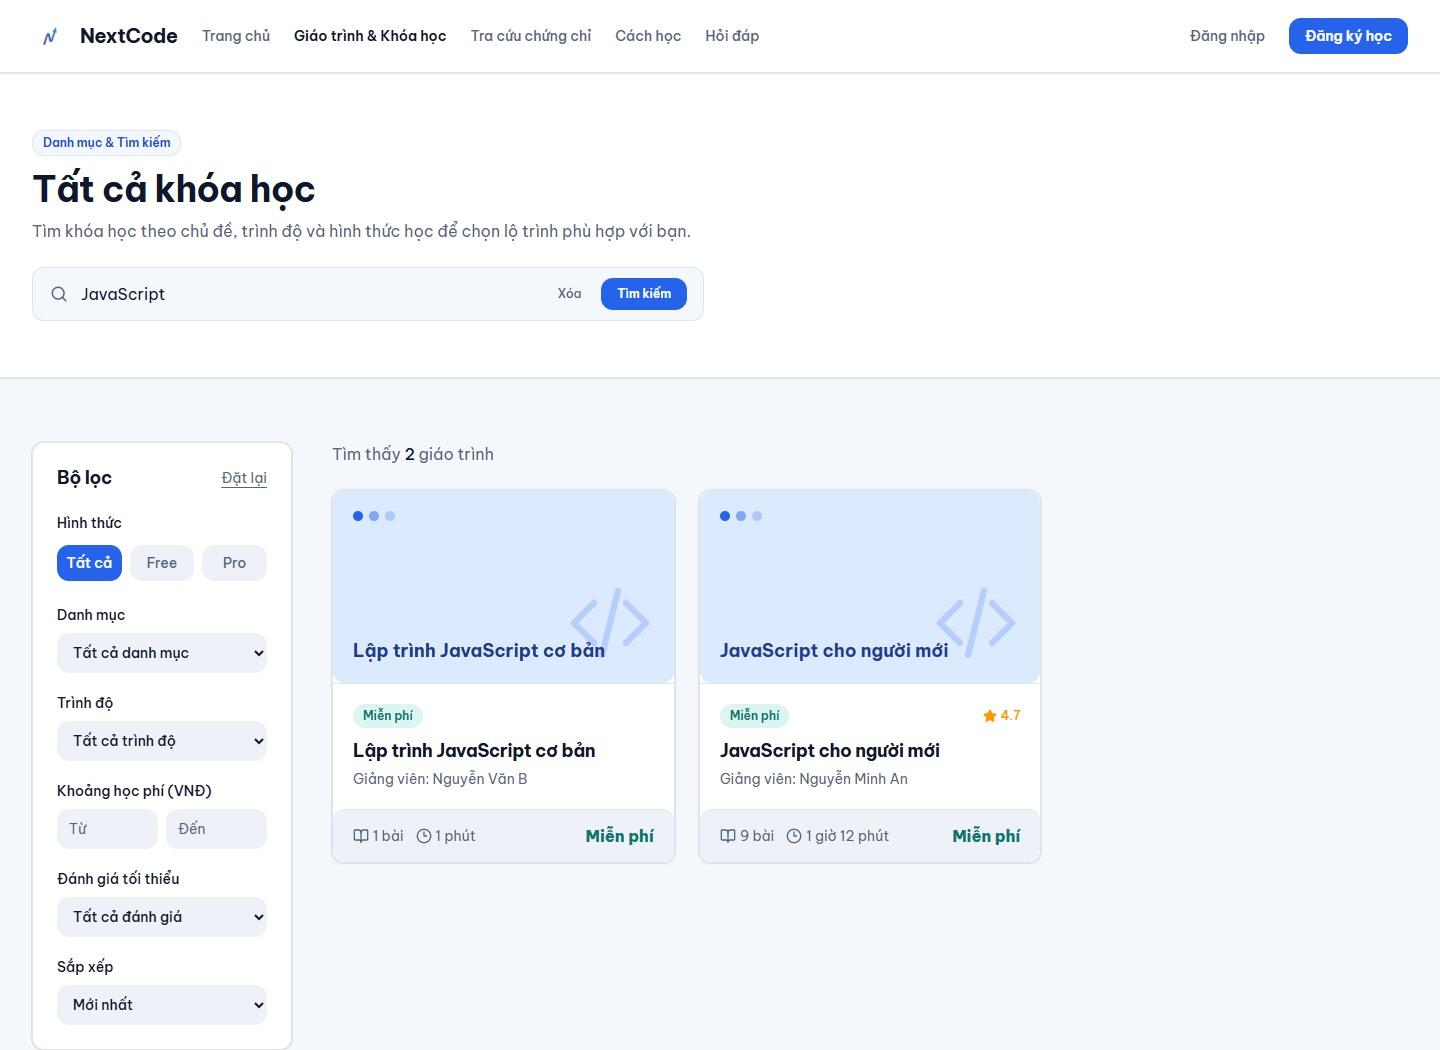 NextCode Trang chủ Giáo trình & Khóa học Tra cứu chứng chỉ Cách học Hỏi đáp Đăng nhập Đăng ký học
Danh mục & Tìm kiếm
Tất cả khóa học
Tìm khóa học theo chủ đề, trình độ và hình thức học để chọn lộ trình phù hợp với bạn.
JavaScript Xóa Tìm kiếm
Bộ lọc Đặt lại
Hình thức
Tất cả Free Pro
Danh mục
Tất cả danh mục
Trình độ
Tất cả trình độ
Khoảng học phí (VNĐ)
Từ Đến
Đánh giá tối thiểu
Tất cả đánh giá
Sắp xếp
Mới nhất
Tìm thấy 2 giáo trình
Lập trình JavaScript cơ bản
Miễn phí
Lập trình JavaScript cơ bản
Giảng viên: Nguyễn Văn B
1 bài 1 phút Miễn phí
JavaScript cho người mới
Miễn phí 4.7
JavaScript cho người mới
Giảng viên: Nguyễn Minh An
9 bài 1 giờ 12 phút Miễn phí